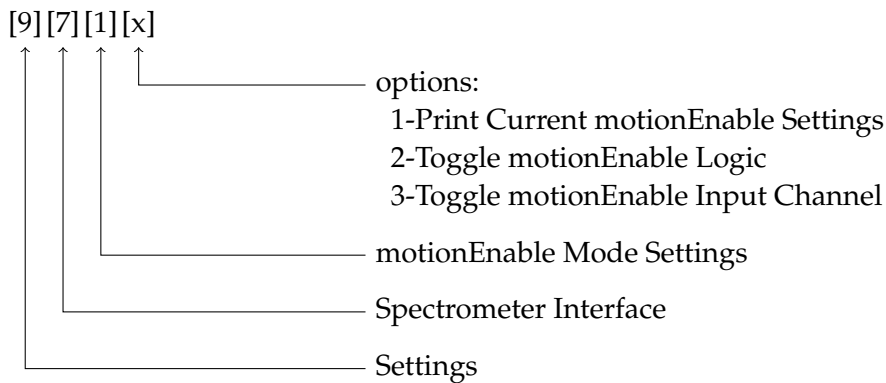 [9][7][1][x]
options:
1-Print Current motionEnable Settings
2-Toggle motionEnable Logic
3-Toggle motionEnable Input Channel
motionEnable Mode Settings
Spectrometer Interface
Settings